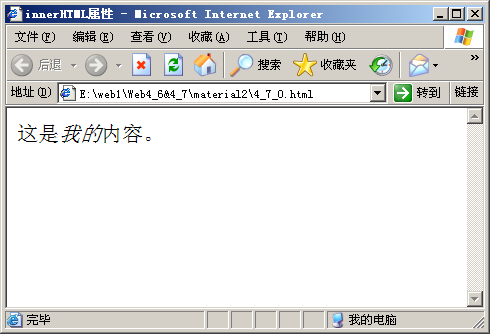 innerHTML属性 - Microsoft Internet Explorer
文件(F) 编辑(E) 查看(V) 收藏(A) 工具(T) 帮助(H)
后退 搜索 收藏夹 »
地址(D) E:\web1\Web4_6&4_7\material2\4_7_0.html 转到 链接
这是我的内容。
完毕 我的电脑